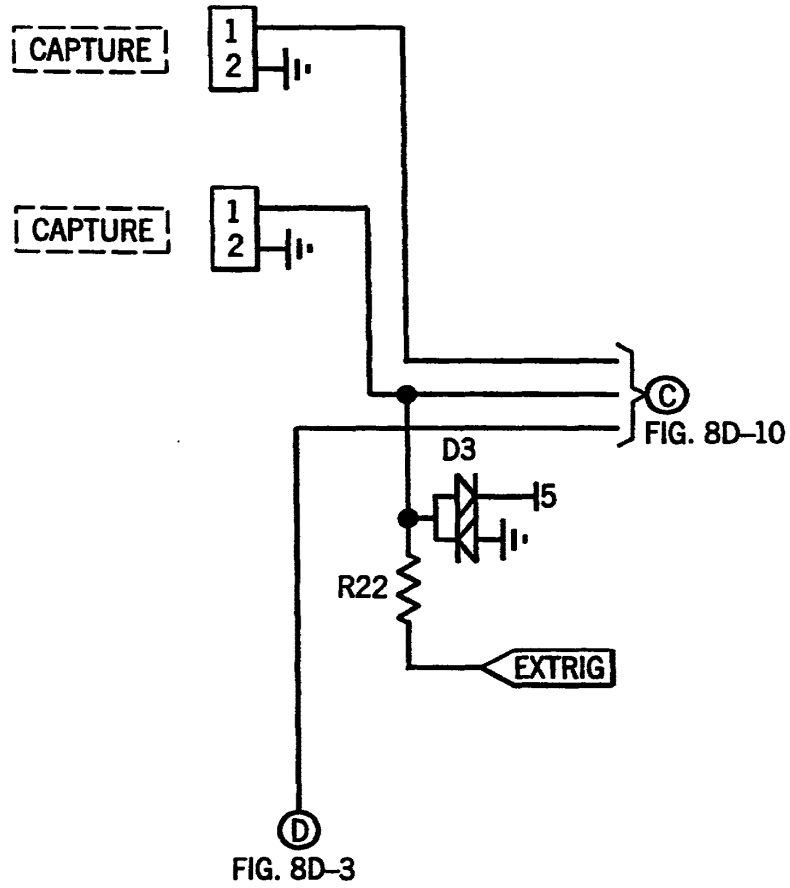 1
CAPTURE
2
1
CAPTURE
2
C
FIG. 8D–10
D3
5
R22
EXTRIG
D
FIG. 8D–3